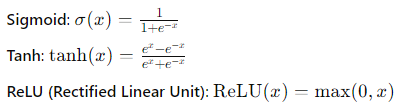 Sigmoid: σ(x) = 1/(1+e^{-x})
Tanh: tanh(x) = (e^x−e^{-x})/(e^x+e^{-x})
ReLU (Rectified Linear Unit): ReLU(x) = max(0, x)